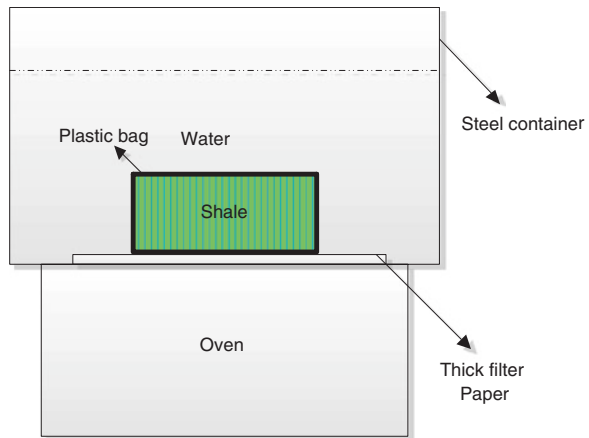 Steel container
Plastic bag
Water
Shale
Oven
Thick filter
Paper